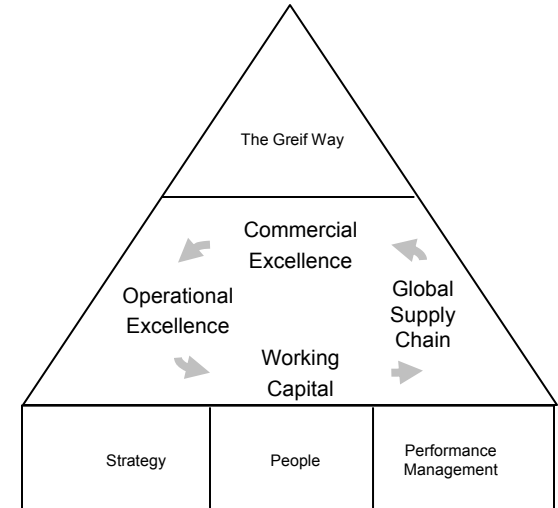 The Greif Way
Commercial
Excellence
Operational
Excellence
Global
Supply
Chain
Working
Capital
Strategy
People
Performance
Management